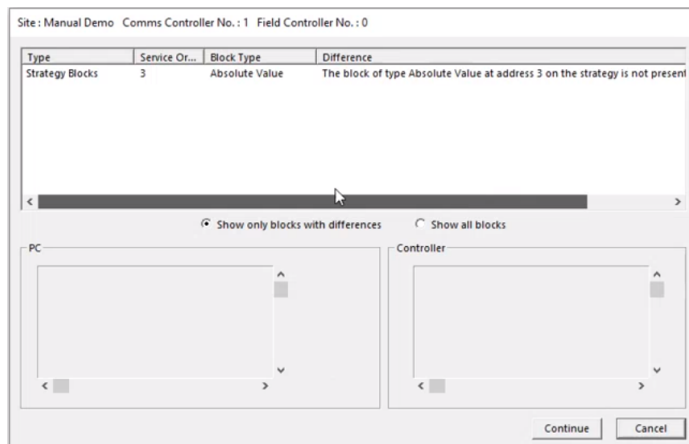 Site : Manual Demo Comms Controller No. : 1 Field Controller No. : 0
Type Service Or... Block Type Difference
Strategy Blocks 3 Absolute Value The block of type Absolute Value at address 3 on the strategy is not present
Show only blocks with differences Show all blocks
PC Controller
Continue Cancel